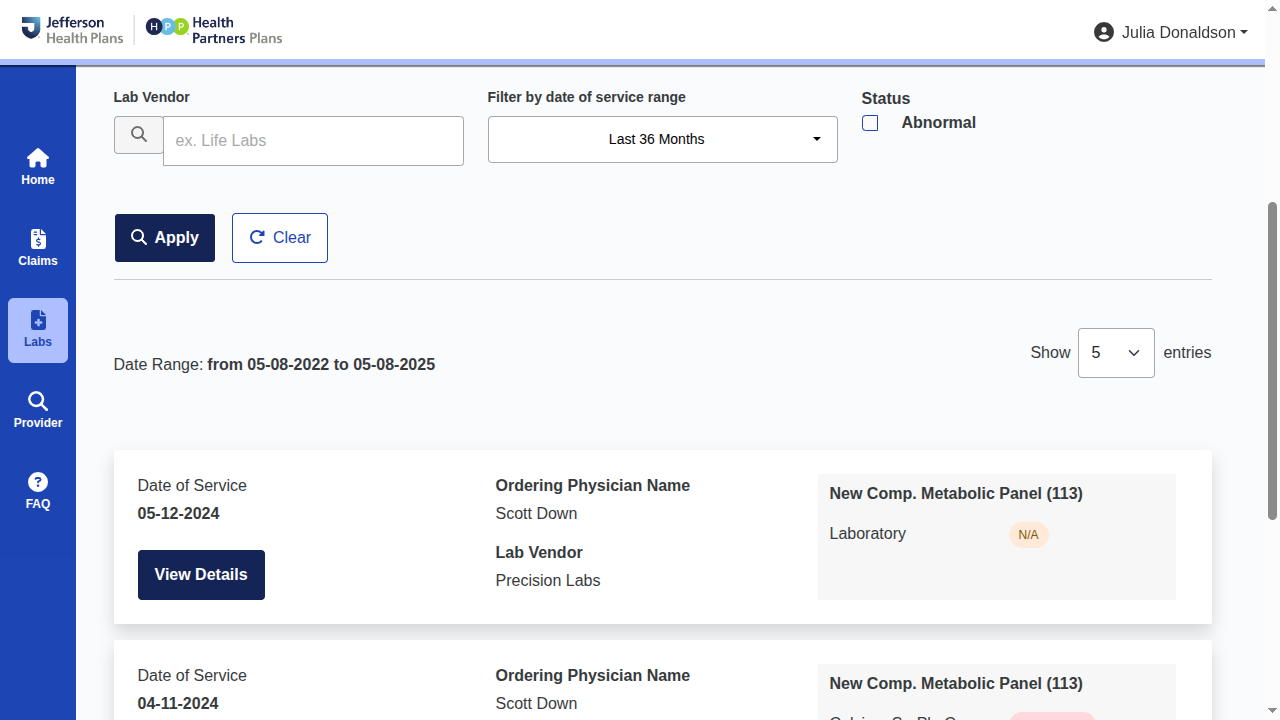 Jefferson
Health Plans
HPP
Health
Partners Plans
Julia Donaldson
Home
Claims
Labs
Provider
FAQ
Lab Vendor
ex. Life Labs
Filter by date of service range
Last 36 Months
Status
Abnormal
Apply
Clear
Date Range: from 05-08-2022 to 05-08-2025
Show 5 entries
Date of Service
05-12-2024
View Details
Ordering Physician Name
Scott Down
Lab Vendor
Precision Labs
New Comp. Metabolic Panel (113)
Laboratory N/A
Date of Service
04-11-2024
Ordering Physician Name
Scott Down
New Comp. Metabolic Panel (113)